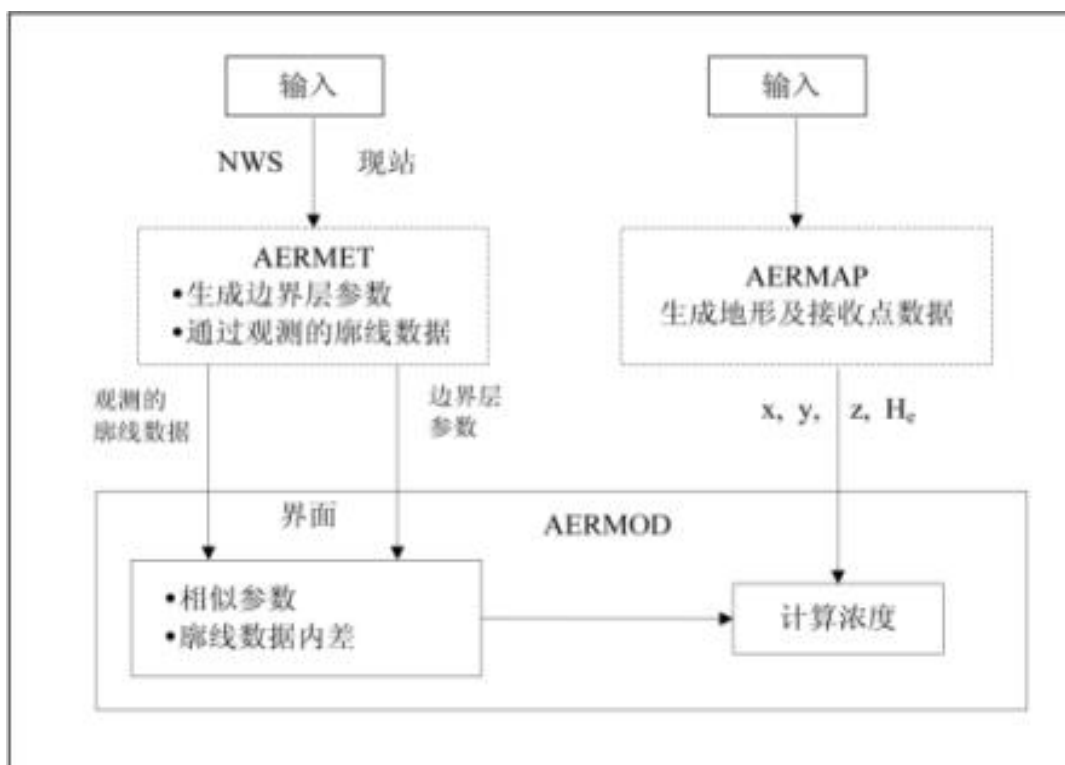 输入
输入
NWS 现站
AERMET
•生成边界层参数
•通过观测的廓线数据
AERMAP
生成地形及接收点数据
观测的
廓线数据
边界层
参数
x, y, z, He
界面
AERMOD
•相似参数
•廓线数据内差
计算浓度